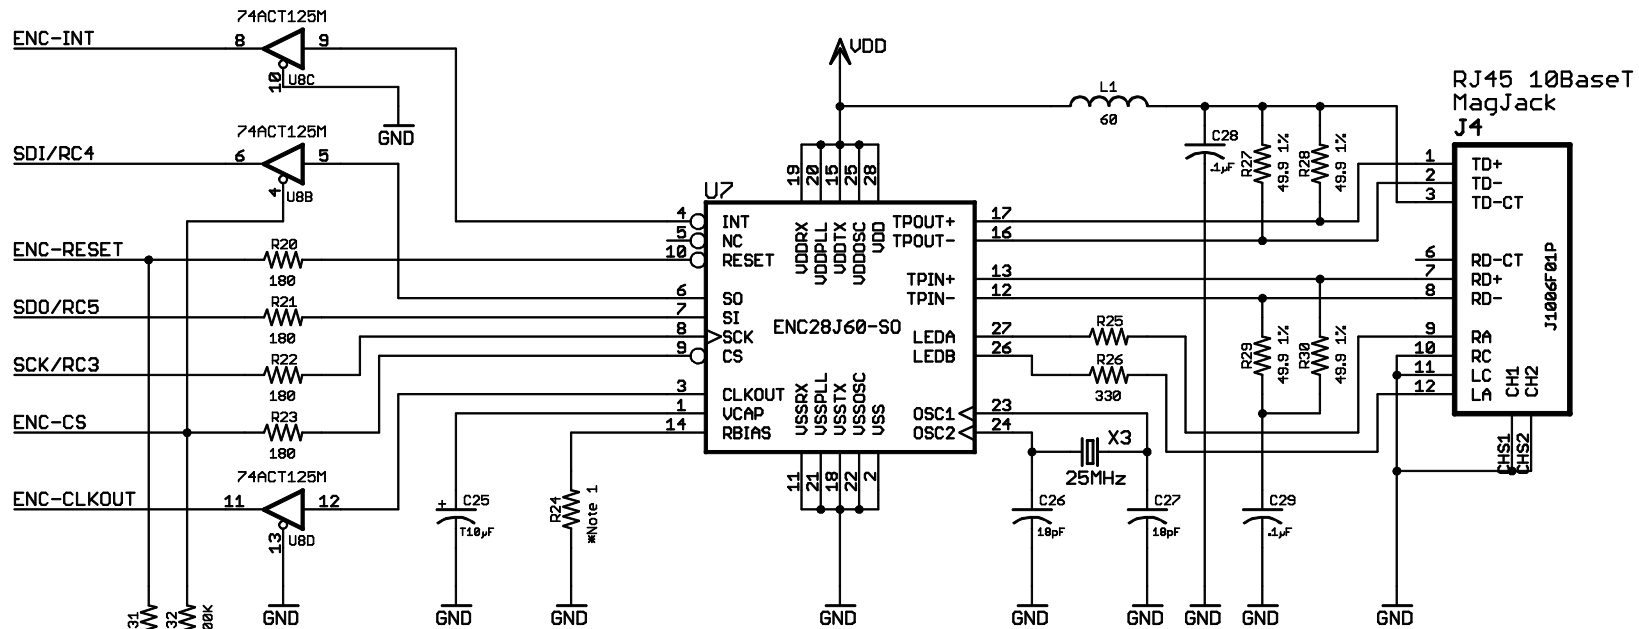 74ACT125M
ENC-INT
8
9
10
U8C
GND
74ACT125M
SDI/RC4
6
5
4
U8B
ENC-RESET
R20
180
SDO/RC5
R21
180
SCK/RC3
R22
180
ENC-CS
R23
180
74ACT125M
ENC-CLKOUT
11
12
13
U8D
GND
31
32
00K
C25
+
T10µF
GND
R24
*Note 1
GND
VDD
U7
ENC28J60-SO
19
20
15
25
28
VDDRX
VDDPLL
VDDTX
VDDOSC
VDD
4
INT
5
NC
10
RESET
6
SO
7
SI
8
SCK
9
CS
3
CLKOUT
1
VCAP
14
RBIAS
VSSRX
VSSPLL
VSSTX
VSSOSC
VSS
11
21
18
22
2
GND
TPOUT+
17
TPOUT-
16
TPIN+
13
TPIN-
12
LEDA
27
LEDB
26
OSC1
23
OSC2
24
L1
60
C28
.1µF
GND
R27
49.9 1%
R28
49.9 1%
R25
R26
330
R29
49.9 1%
R30
49.9 1%
X3
25MHz
C26
18pF
GND
C27
18pF
GND
C29
.1µF
GND
RJ45 10BaseT
MagJack
J4
1
TD+
2
TD-
3
TD-CT
6
RD-CT
7
RD+
8
RD-
9
RA
10
RC
11
LC
12
LA
J1006F01P
CH1
CH2
CHS1
CHS2
GND